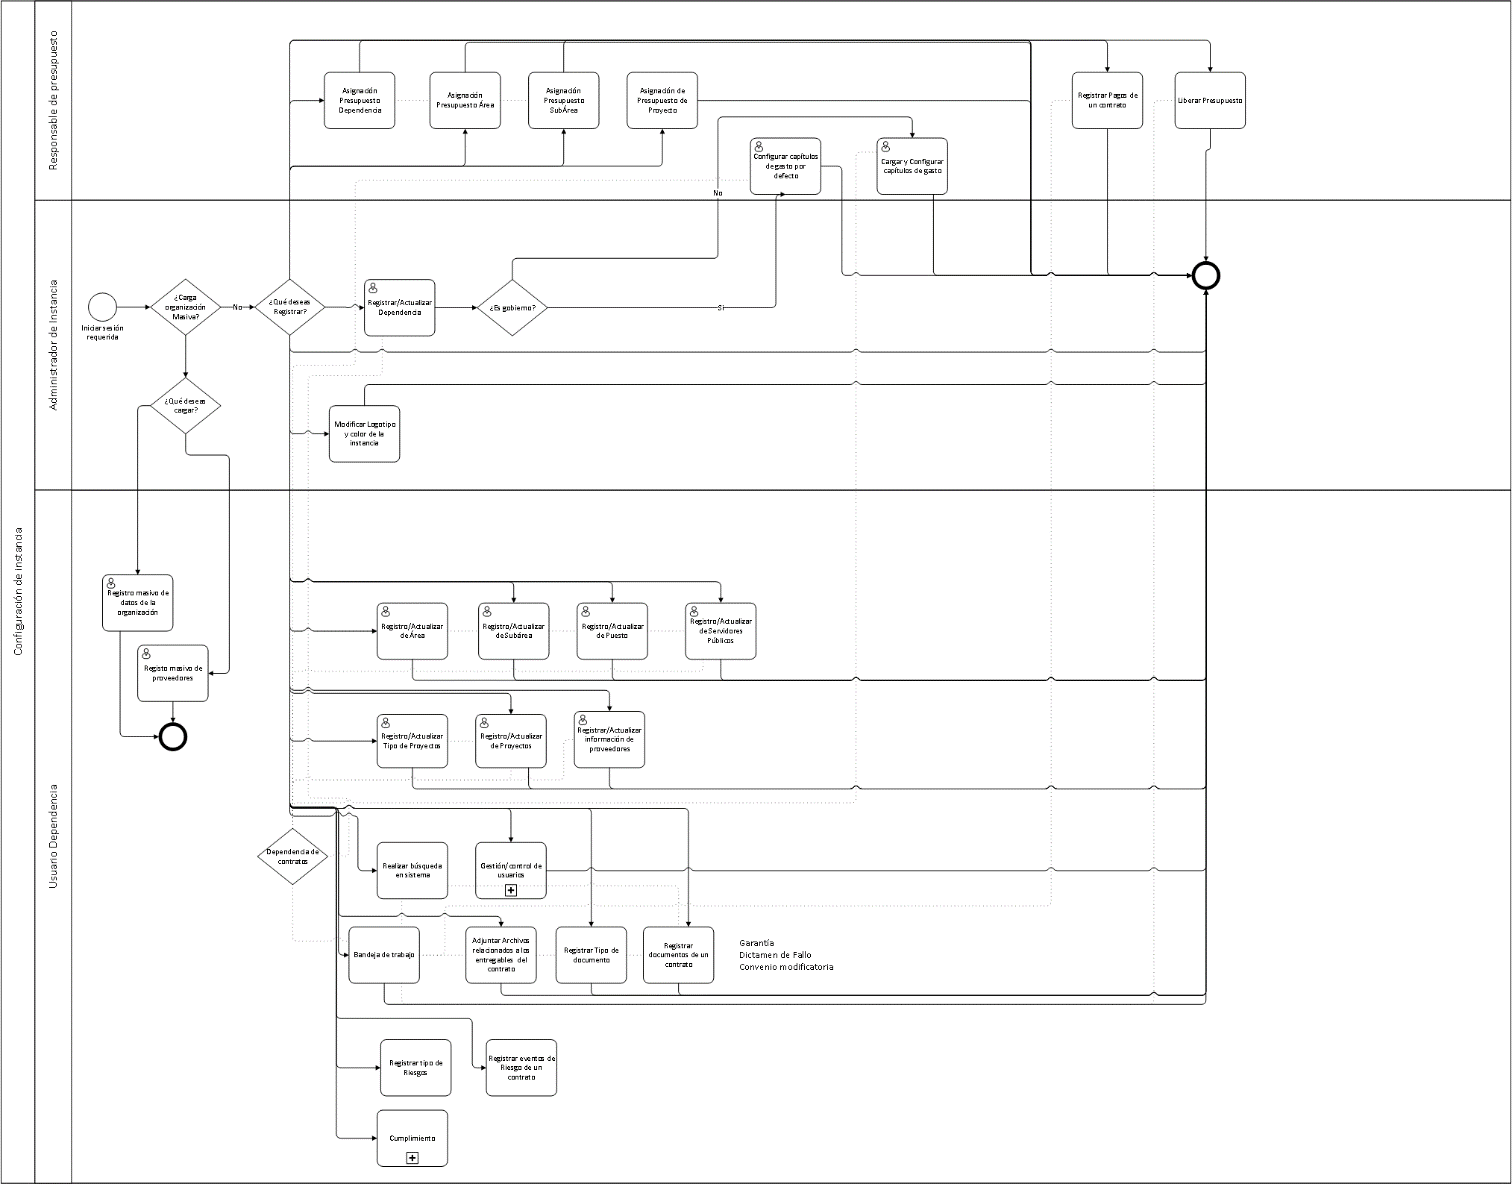 Configuración de instancia
Responsable de presupuesto
Asignación
Presupuesto
Dependencia
Asignación
Presupuesto Área
Asignación
Presupuesto
SubÁrea
Asignación de
Presupuesto de
Proyecto
Registrar Pagos de
un contrato
Liberar Presupuesto
Configurar capítulos
de gasto por
defecto
Cargar y Configurar
capítulos de gasto
No
Administrador de Instancia
Iniciar sesión
requerida
¿Carga
organización
Masiva?
No
¿Qué deseas
Registrar?
Registrar/Actualizar
Dependencia
¿Es gobierno?
Si
¿Qué deseas
cargar?
Modificar Logotipo
y color de la
instancia
Usuario Dependencia
Registro masivo de
datos de la
organización
Registo masivo de
proveedores
Registro/Actualizar
de Área
Registro/Actualizar
de Subárea
Registro/Actualizar
de Puesto
Registro/Actualizar
de Servidores
Públicos
Registro/Actualizar
Tipo de Proyectos
Registro/Actualizar
de Proyectos
Registrar/Actualizar
información de
proveedores
Dependencia de
contratos
Realizar búsqueda
en sistema
Gestión/control de
usuarios
Bandeja de trabajo
Adjuntar Archivos
relacionados a los
entregables del
contrato
Registrar Tipo de
documento
Registrar
documentos de un
contrato
Garantía
Dictamen de Fallo
Convenio modificatoria
Registrar tipo de
Riesgos
Registrar eventos de
Riesgo de un
contrato
Cumplimiento